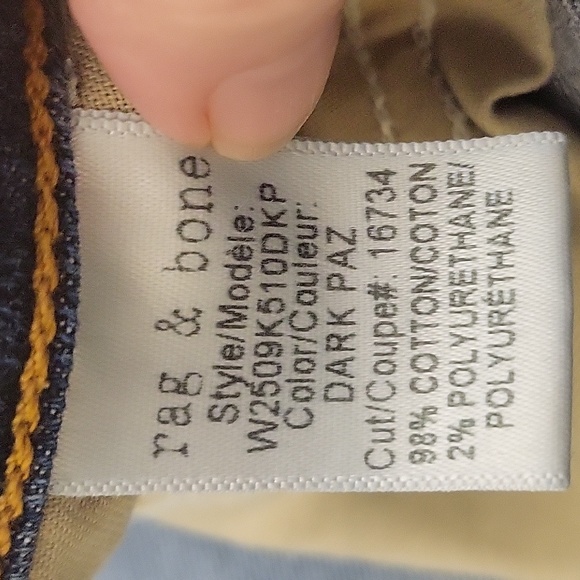 rag & bone
Style/Modèle:
W2509K510DKP
Color/Couleur:
DARK PAZ
Cut/Coupe#: 16734
98% COTTON/COTON
2% POLYURETHANE/
POLYURÉTHANE